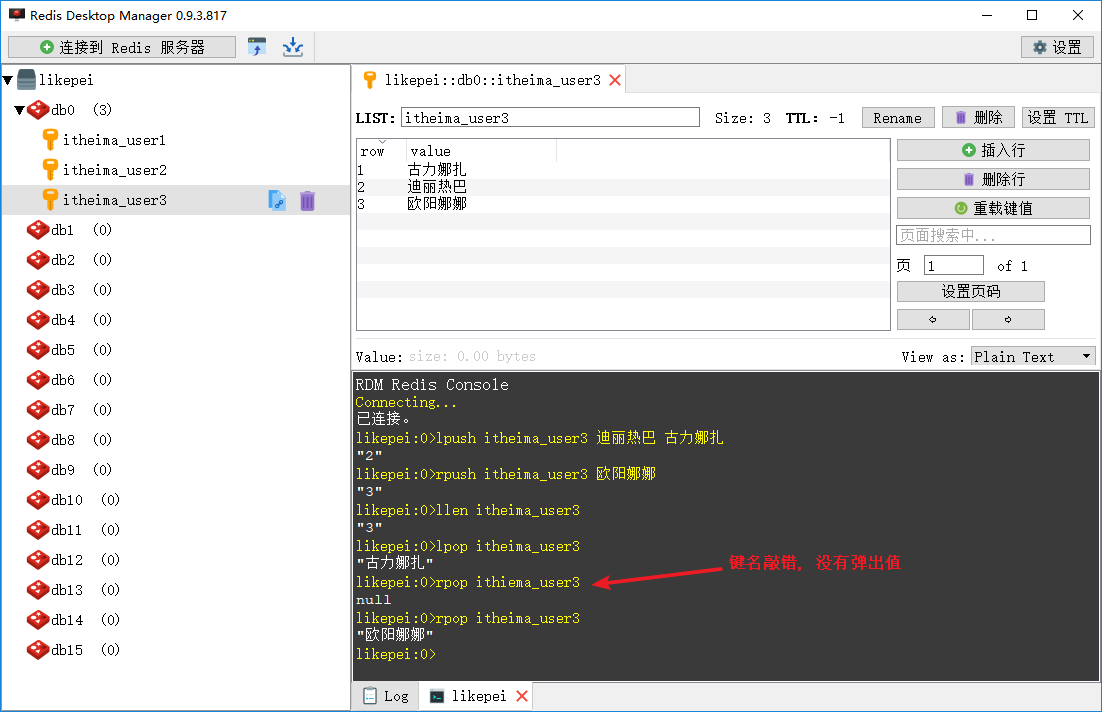 Redis Desktop Manager 0.9.3.817
连接到 Redis 服务器
设置
likepei
db0 (3)
itheima_user1
itheima_user2
itheima_user3
db1 (0)
db2 (0)
db3 (0)
db4 (0)
db5 (0)
db6 (0)
db7 (0)
db8 (0)
db9 (0)
db10 (0)
db11 (0)
db12 (0)
db13 (0)
db14 (0)
db15 (0)
likepei::db0::itheima_user3
LIST: itheima_user3 Size: 3 TTL: -1 Rename 删除 设置 TTL
row value
1 古力娜扎
2 迪丽热巴
3 欧阳娜娜
插入行
删除行
重载键值
页面搜索中...
页 1 of 1
设置页码
Value: size: 0.00 bytes View as: Plain Text
RDM Redis Console
Connecting...
已连接。
likepei:0>lpush itheima_user3 迪丽热巴 古力娜扎
"2"
likepei:0>rpush itheima_user3 欧阳娜娜
"3"
likepei:0>llen itheima_user3
"3"
likepei:0>lpop itheima_user3
"古力娜扎"
likepei:0>rpop ithiema_user3
键名敲错，没有弹出值
null
likepei:0>rpop itheima_user3
"欧阳娜娜"
likepei:0>
Log likepei